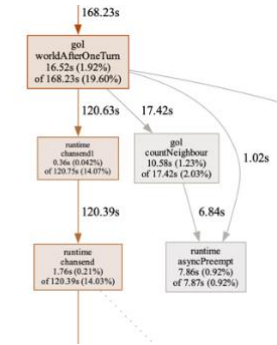 168.23s
gol
worldAfterOneTurn
16.52s (1.92%)
of 168.23s (19.60%)
120.63s
17.42s
runtime
chansend1
0.36s (0.042%)
of 120.75s (14.07%)
gol
countNeighbour
10.58s (1.23%)
of 17.42s (2.03%)
1.02s
120.39s
6.84s
runtime
chansend
1.76s (0.21%)
of 120.39s (14.03%)
runtime
asyncPreempt
7.86s (0.92%)
of 7.87s (0.92%)